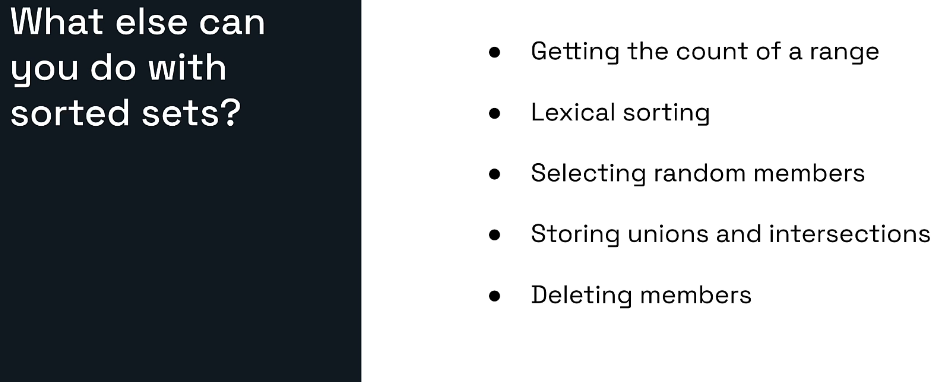 What else can
you do with
sorted sets?
● Getting the count of a range
● Lexical sorting
● Selecting random members
● Storing unions and intersections
● Deleting members